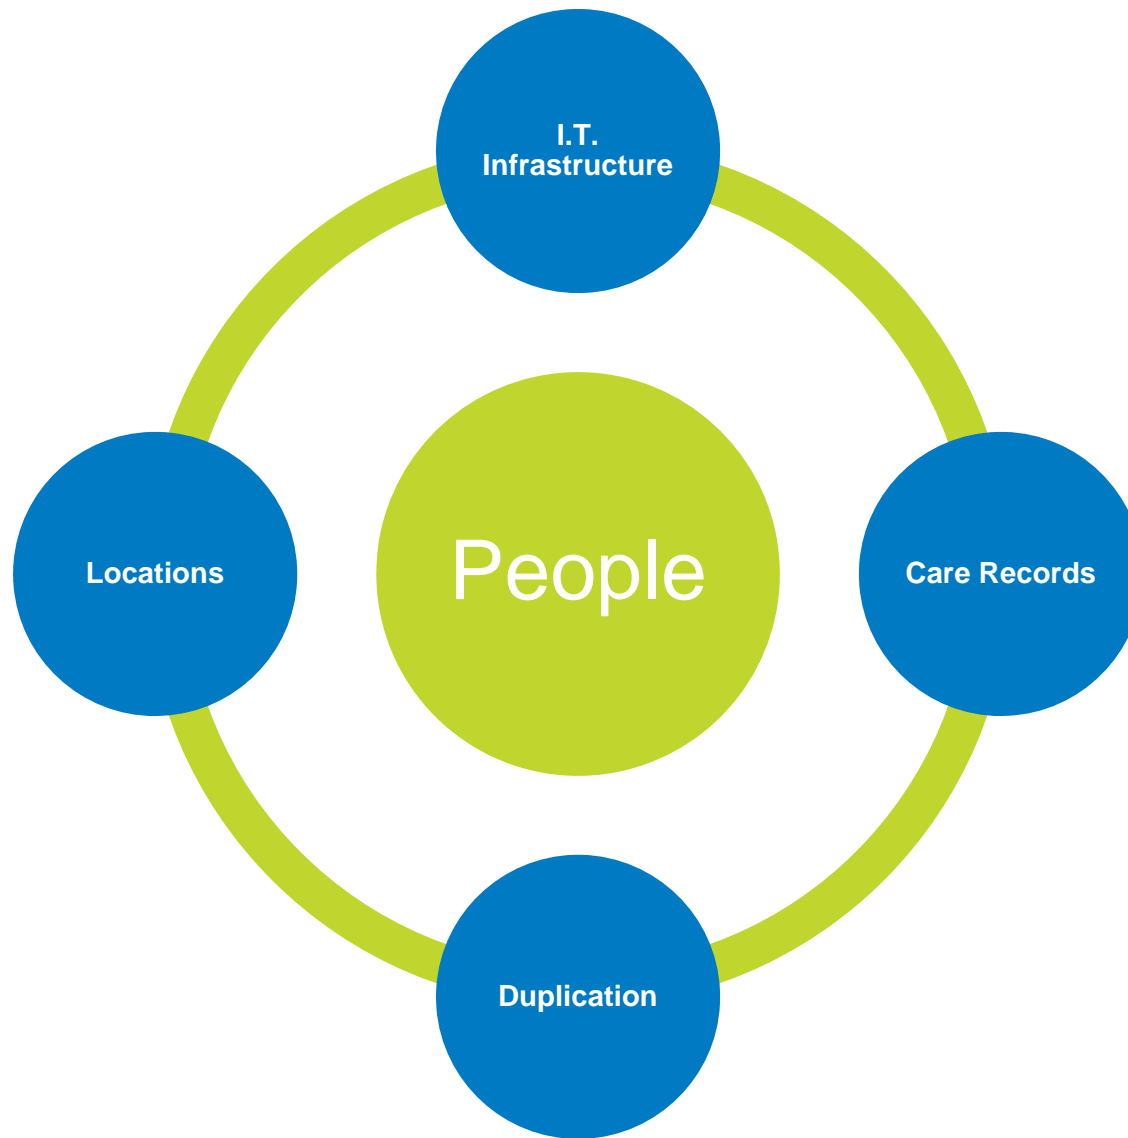 I.T.
Infrastructure
Locations
People
Care Records
Duplication